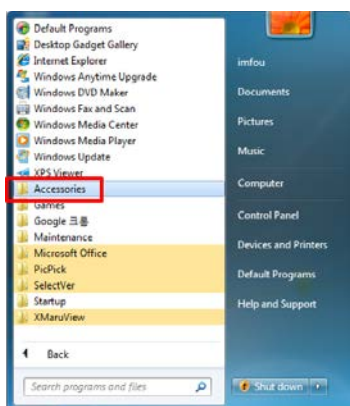 Default Programs
Desktop Gadget Gallery
Internet Explorer
Windows Anytime Upgrade
Windows DVD Maker
Windows Fax and Scan
Windows Media Center
Windows Media Player
Windows Update
XPS Viewer
Accessories
Games
Google 크롬
Maintenance
Microsoft Office
PicPick
SelectVer
Startup
XMaruView
Back
Search programs and files
imfou
Documents
Pictures
Music
Computer
Control Panel
Devices and Printers
Default Programs
Help and Support
Shut down